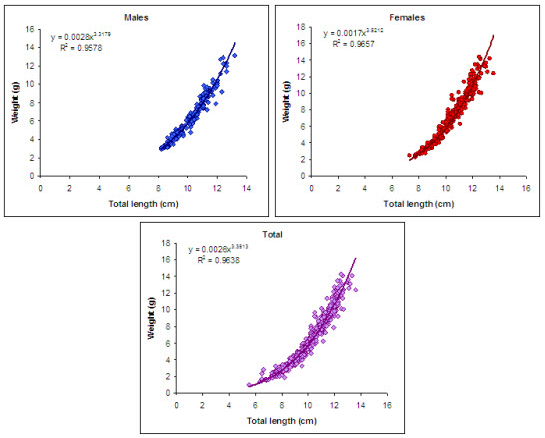 Males
y = 0.0028x^3.3179
R² = 0.9578
Weight (g)
16
14
12
10
8
6
4
2
0
0 2 4 6 8 10 12 14
Total length (cm)
Females
y = 0.0017x^3.5212
R² = 0.9657
Weight (g)
18
16
14
12
10
8
6
4
2
0
0 2 4 6 8 10 12 14 16
Total length (cm)
Total
y = 0.0026x^3.3513
R² = 0.9638
Weight (g)
18
16
14
12
10
8
6
4
2
0
0 2 4 6 8 10 12 14 16
Total length (cm)